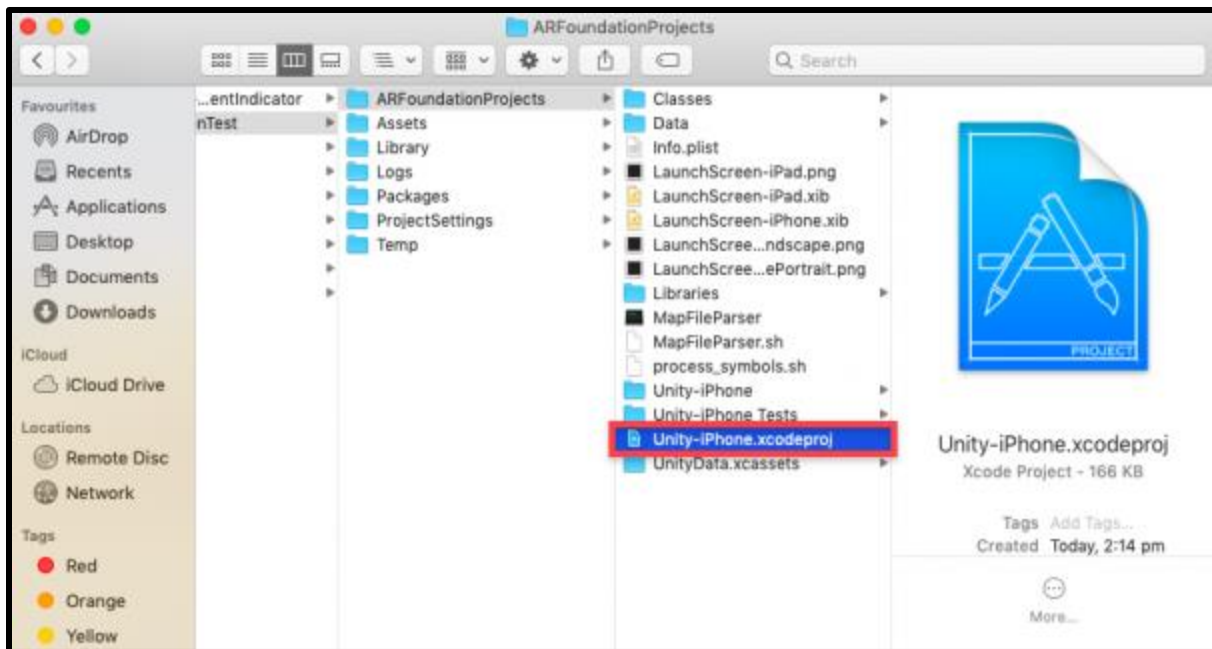 ARFoundationProjects
Search
Favourites
AirDrop
Recents
Applications
Desktop
Documents
Downloads
iCloud
iCloud Drive
Locations
Remote Disc
Network
Tags
Red
Orange
Yellow
...entIndicator
nTest
ARFoundationProjects
Assets
Library
Logs
Packages
ProjectSettings
Temp
Classes
Data
Info.plist
LaunchScreen-iPad.png
LaunchScreen-iPad.xib
LaunchScreen-iPhone.xib
LaunchScree...ndscape.png
LaunchScree...ePortrait.png
Libraries
MapFileParser
MapFileParser.sh
process_symbols.sh
Unity-iPhone
Unity-iPhone Tests
Unity-iPhone.xcodeproj
UnityData.xcassets
PROJECT
Unity-iPhone.xcodeproj
Xcode Project - 166 KB
Tags Add Tags...
Created Today, 2:14 pm
More...